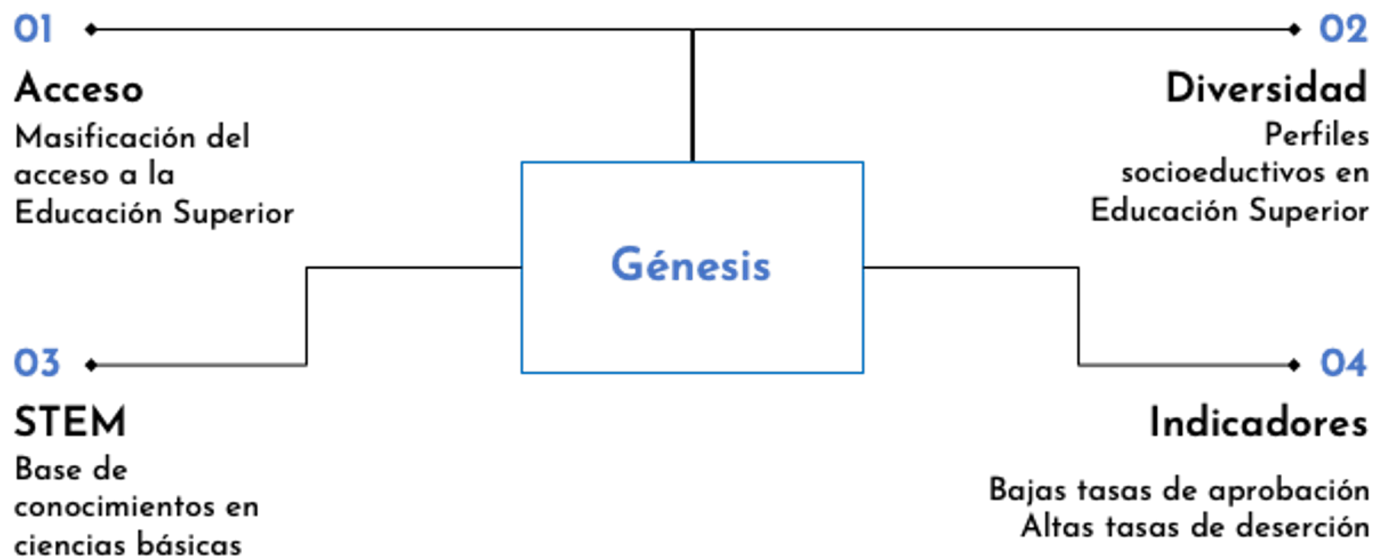 01
Acceso
Masificación del
acceso a la
Educación Superior
02
Diversidad
Perfiles
socioeductivos en
Educación Superior
Génesis
03
STEM
Base de
conocimientos en
ciencias básicas
04
Indicadores
Bajas tasas de aprobación
Altas tasas de deserción